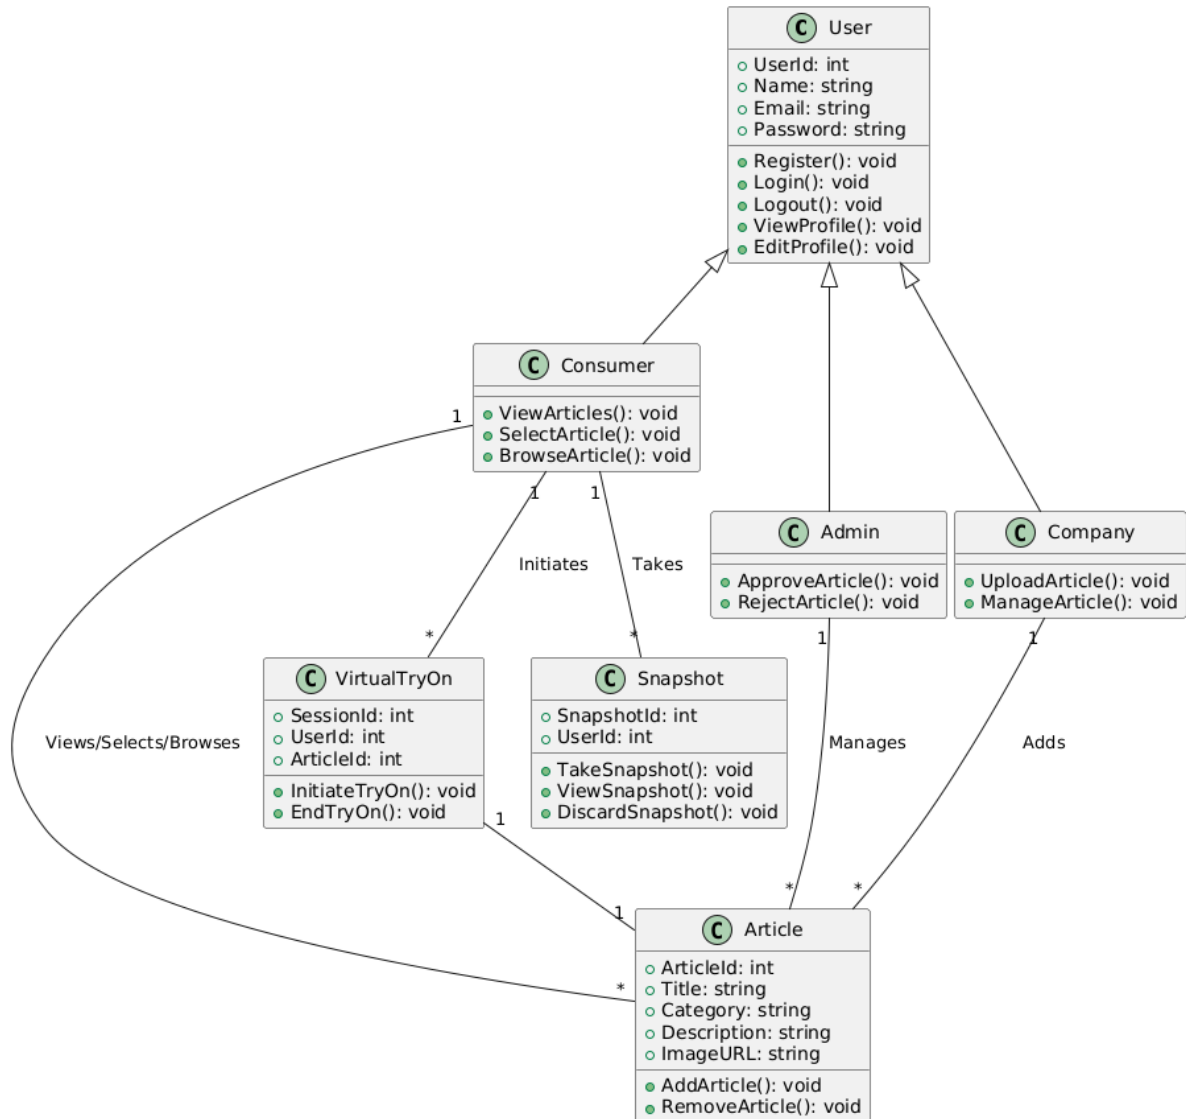 C User
UserId: int
Name: string
Email: string
Password: string
Register(): void
Login(): void
Logout(): void
ViewProfile(): void
EditProfile(): void
C Consumer
ViewArticles(): void
SelectArticle(): void
BrowseArticle(): void
1
1
1
C Admin
ApproveArticle(): void
RejectArticle(): void
1
C Company
UploadArticle(): void
ManageArticle(): void
1
Initiates
Takes
*
*
C VirtualTryOn
SessionId: int
UserId: int
ArticleId: int
InitiateTryOn(): void
EndTryOn(): void
1
C Snapshot
SnapshotId: int
UserId: int
TakeSnapshot(): void
ViewSnapshot(): void
DiscardSnapshot(): void
Views/Selects/Browses
Manages
Adds
*
*
1
*
C Article
ArticleId: int
Title: string
Category: string
Description: string
ImageURL: string
AddArticle(): void
RemoveArticle(): void